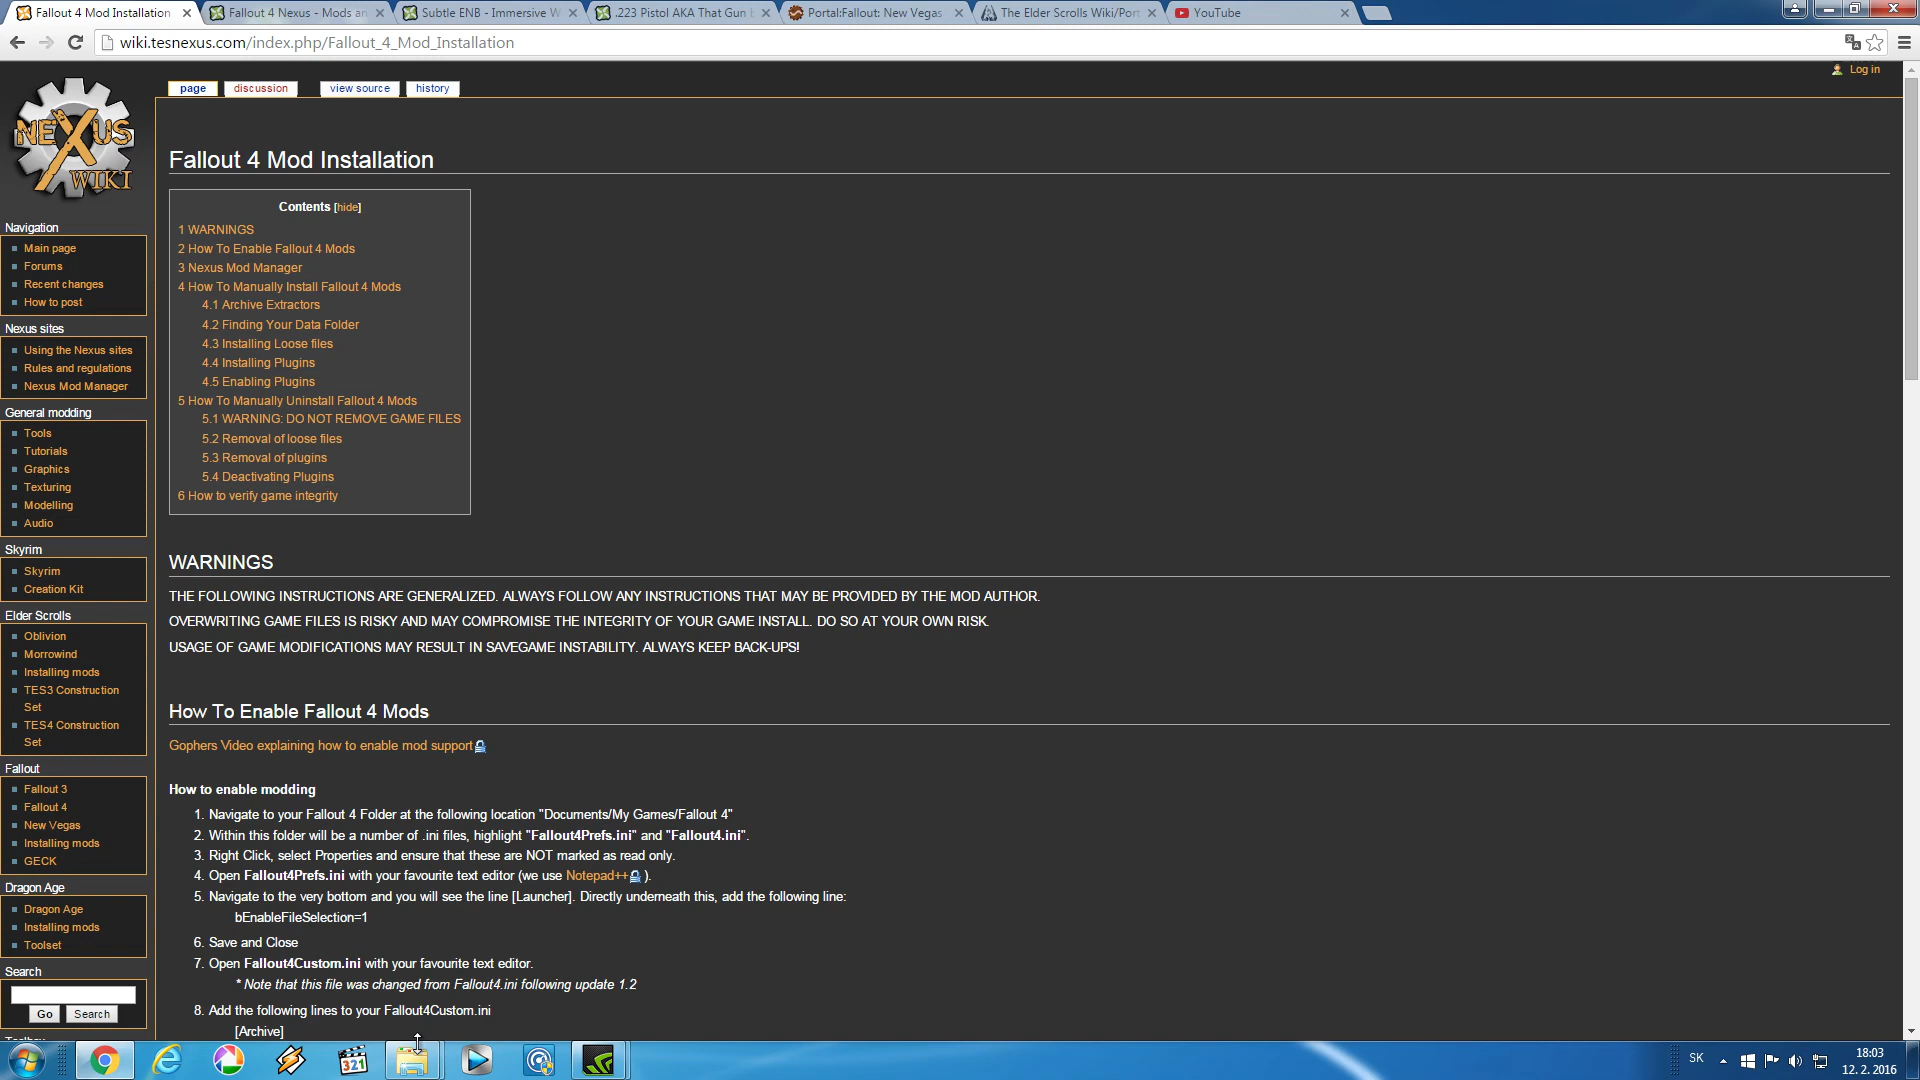 Fallout 4 Mod Installation
Fallout 4 Nexus - Mods an
Subtle ENB - Immersive W
.223 Pistol AKA That Gun
Portal:Fallout: New Vegas
The Elder Scrolls Wiki/Port
YouTube
wiki.tesnexus.com/index.php/Fallout_4_Mod_Installation
Log in
page
discussion
view source
history
NEXUS
WIKI
Fallout 4 Mod Installation
Contents [hide]
1 WARNINGS
2 How To Enable Fallout 4 Mods
3 Nexus Mod Manager
4 How To Manually Install Fallout 4 Mods
4.1 Archive Extractors
4.2 Finding Your Data Folder
4.3 Installing Loose files
4.4 Installing Plugins
4.5 Enabling Plugins
5 How To Manually Uninstall Fallout 4 Mods
5.1 WARNING: DO NOT REMOVE GAME FILES
5.2 Removal of loose files
5.3 Removal of plugins
5.4 Deactivating Plugins
6 How to verify game integrity
Navigation
Main page
Forums
Recent changes
How to post
Nexus sites
Using the Nexus sites
Rules and regulations
Nexus Mod Manager
General modding
Tools
Tutorials
Graphics
Texturing
Modelling
Audio
Skyrim
Skyrim
Creation Kit
Elder Scrolls
Oblivion
Morrowind
Installing mods
TES3 Construction
Set
TES4 Construction
Set
Fallout
Fallout 3
Fallout 4
New Vegas
Installing mods
GECK
Dragon Age
Dragon Age
Installing mods
Toolset
Search
Go
Search
WARNINGS
THE FOLLOWING INSTRUCTIONS ARE GENERALIZED. ALWAYS FOLLOW ANY INSTRUCTIONS THAT MAY BE PROVIDED BY THE MOD AUTHOR.
OVERWRITING GAME FILES IS RISKY AND MAY COMPROMISE THE INTEGRITY OF YOUR GAME INSTALL. DO SO AT YOUR OWN RISK.
USAGE OF GAME MODIFICATIONS MAY RESULT IN SAVEGAME INSTABILITY. ALWAYS KEEP BACK-UPS!
How To Enable Fallout 4 Mods
Gophers Video explaining how to enable mod support
How to enable modding
1. Navigate to your Fallout 4 Folder at the following location "Documents/My Games/Fallout 4"
2. Within this folder will be a number of .ini files, highlight "Fallout4Prefs.ini" and "Fallout4.ini".
3. Right Click, select Properties and ensure that these are NOT marked as read only.
4. Open Fallout4Prefs.ini with your favourite text editor (we use Notepad++ ).
5. Navigate to the very bottom and you will see the line [Launcher]. Directly underneath this, add the following line:
bEnableFileSelection=1
6. Save and Close
7. Open Fallout4Custom.ini with your favourite text editor.
* Note that this file was changed from Fallout4.ini following update 1.2
8. Add the following lines to your Fallout4Custom.ini
[Archive]
321
SK
18:03
12. 2. 2016